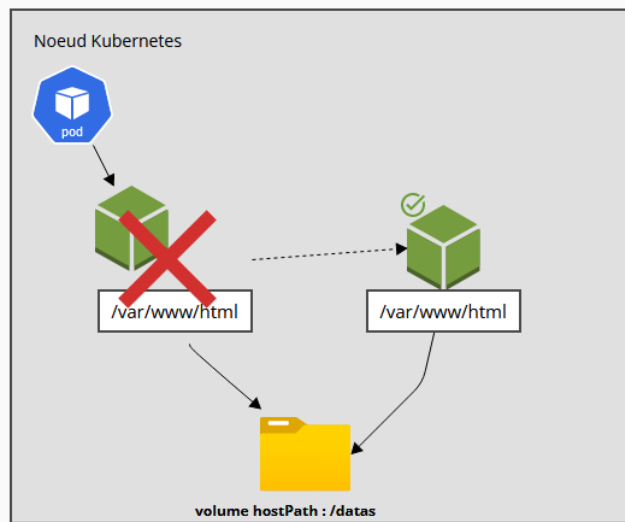 Noeud Kubernetes
pod
/var/www/html
/var/www/html
volume hostPath : /datas